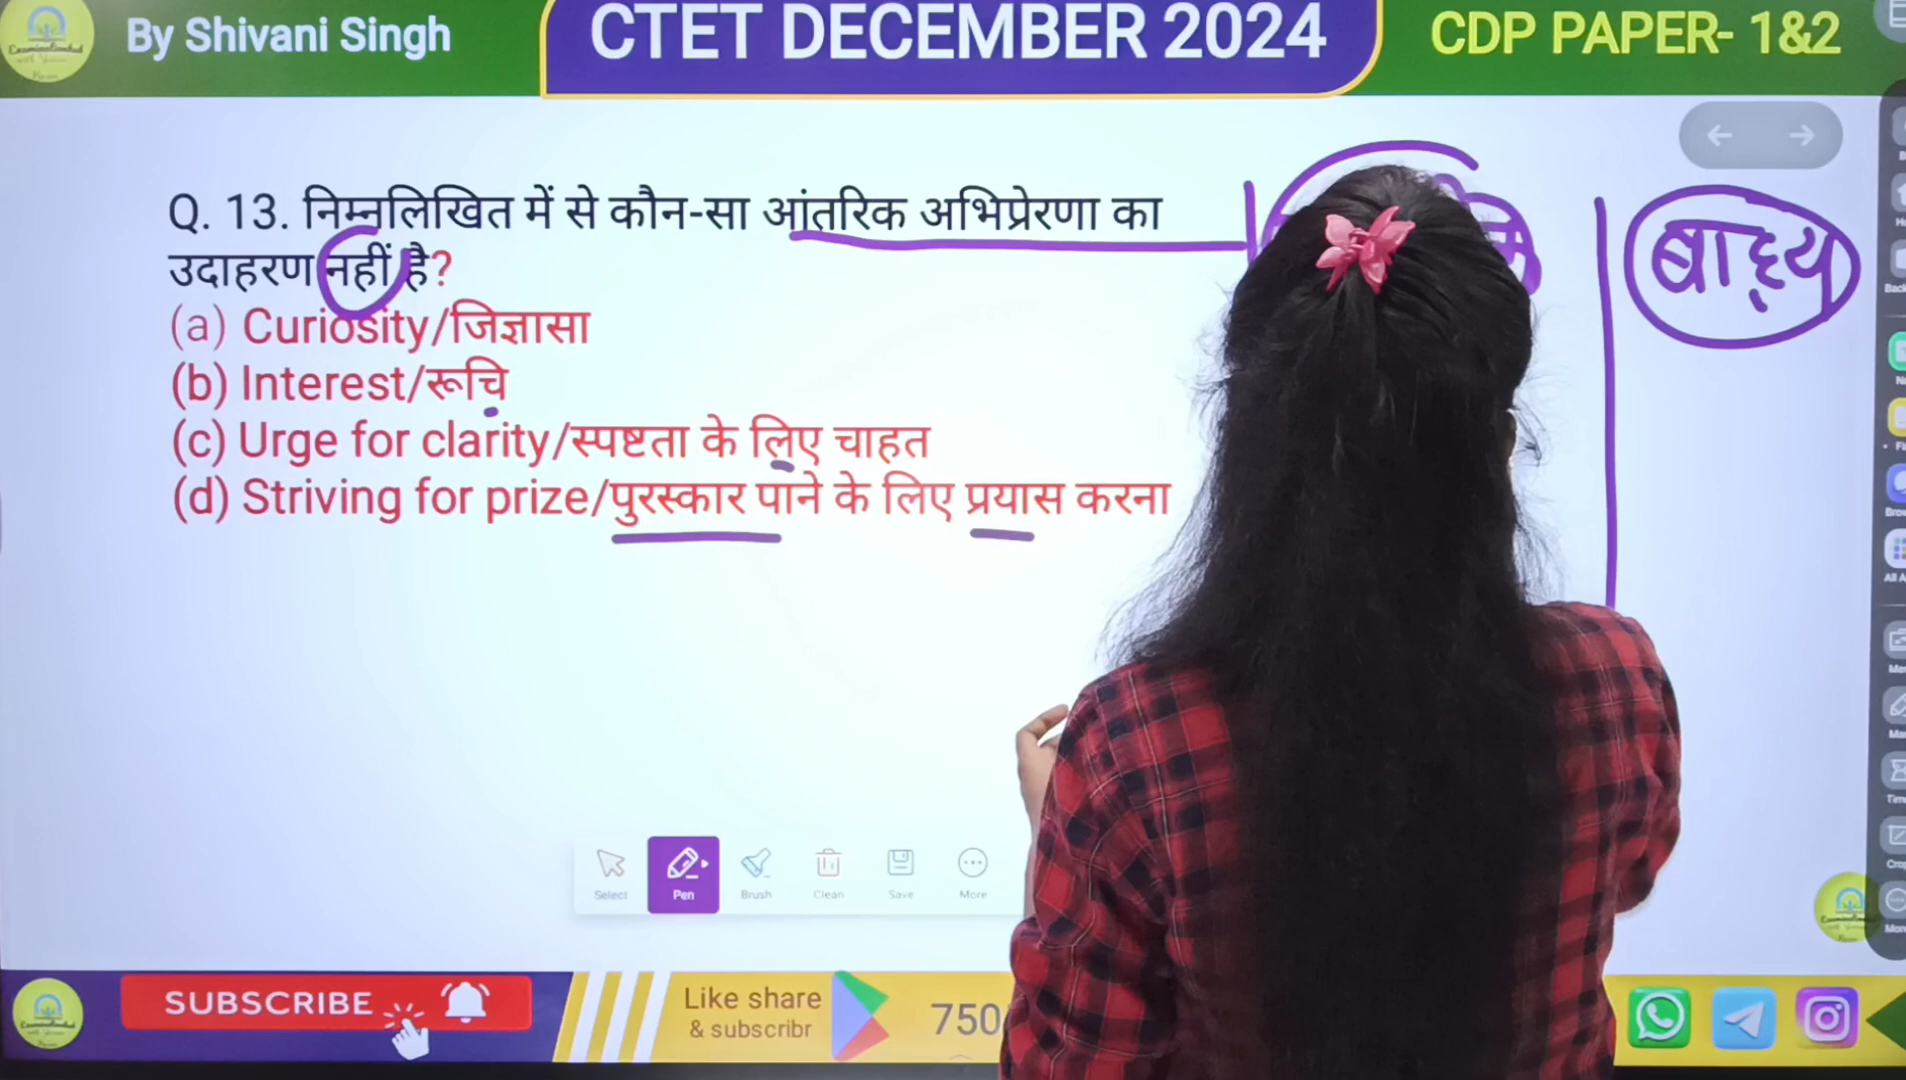 By Shivani Singh
CTET DECEMBER 2024
CDP PAPER- 1&2
Q. 13. निम्नलिखित में से कौन-सा आंतरिक अभिप्रेरणा का
उदाहरण नहीं है?
(a) Curiosity/जिज्ञासा
(b) Interest/रूचि
(c) Urge for clarity/स्पष्टता के लिए चाहत
(d) Striving for prize/पुरस्कार पाने के लिए प्रयास करना
बाह्य
Select
Pen
Brush
Clean
Save
More
SUBSCRIBE
Like share
& subscribr
750